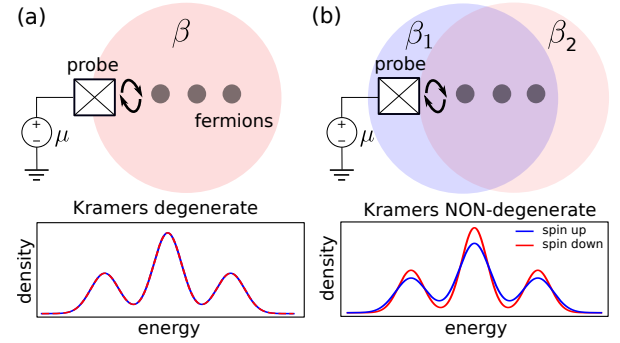 (a)
β
probe
fermions
+
−
μ
Kramers degenerate
density
energy
(b)
β₁
β₂
probe
+
−
μ
Kramers NON-degenerate
spin up
spin down
density
energy